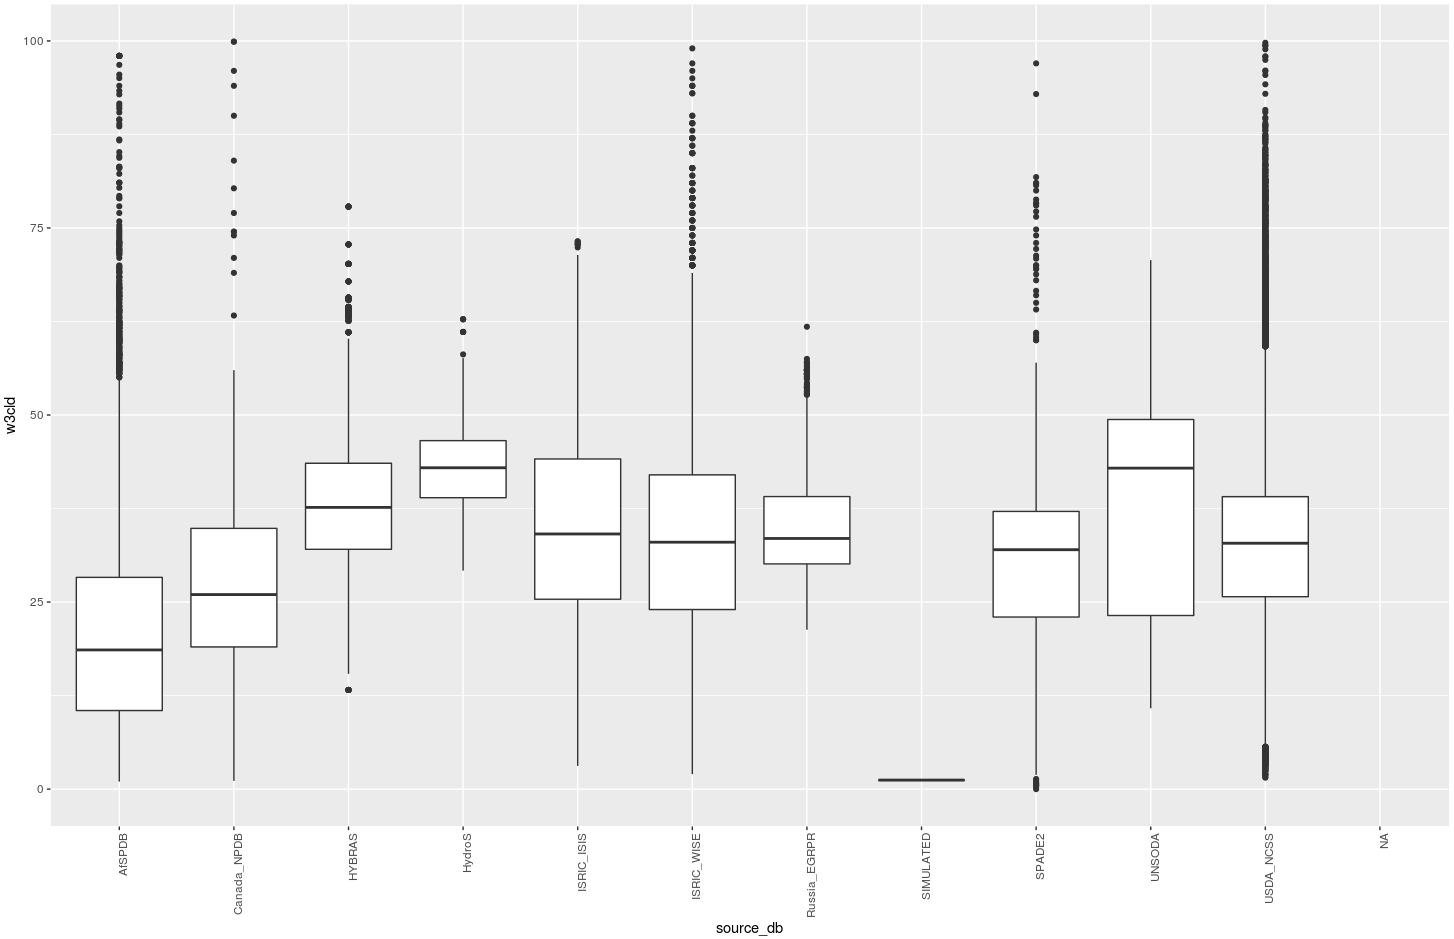 100
75
50
25
0
w3cld
AfSPDB
Canada_NPDB
HYBRAS
HydroS
ISRIC_ISIS
ISRIC_WISE
Russia_EGRPR
SIMULATED
SPADE2
UNSODA
USDA_NCSS
NA
source_db